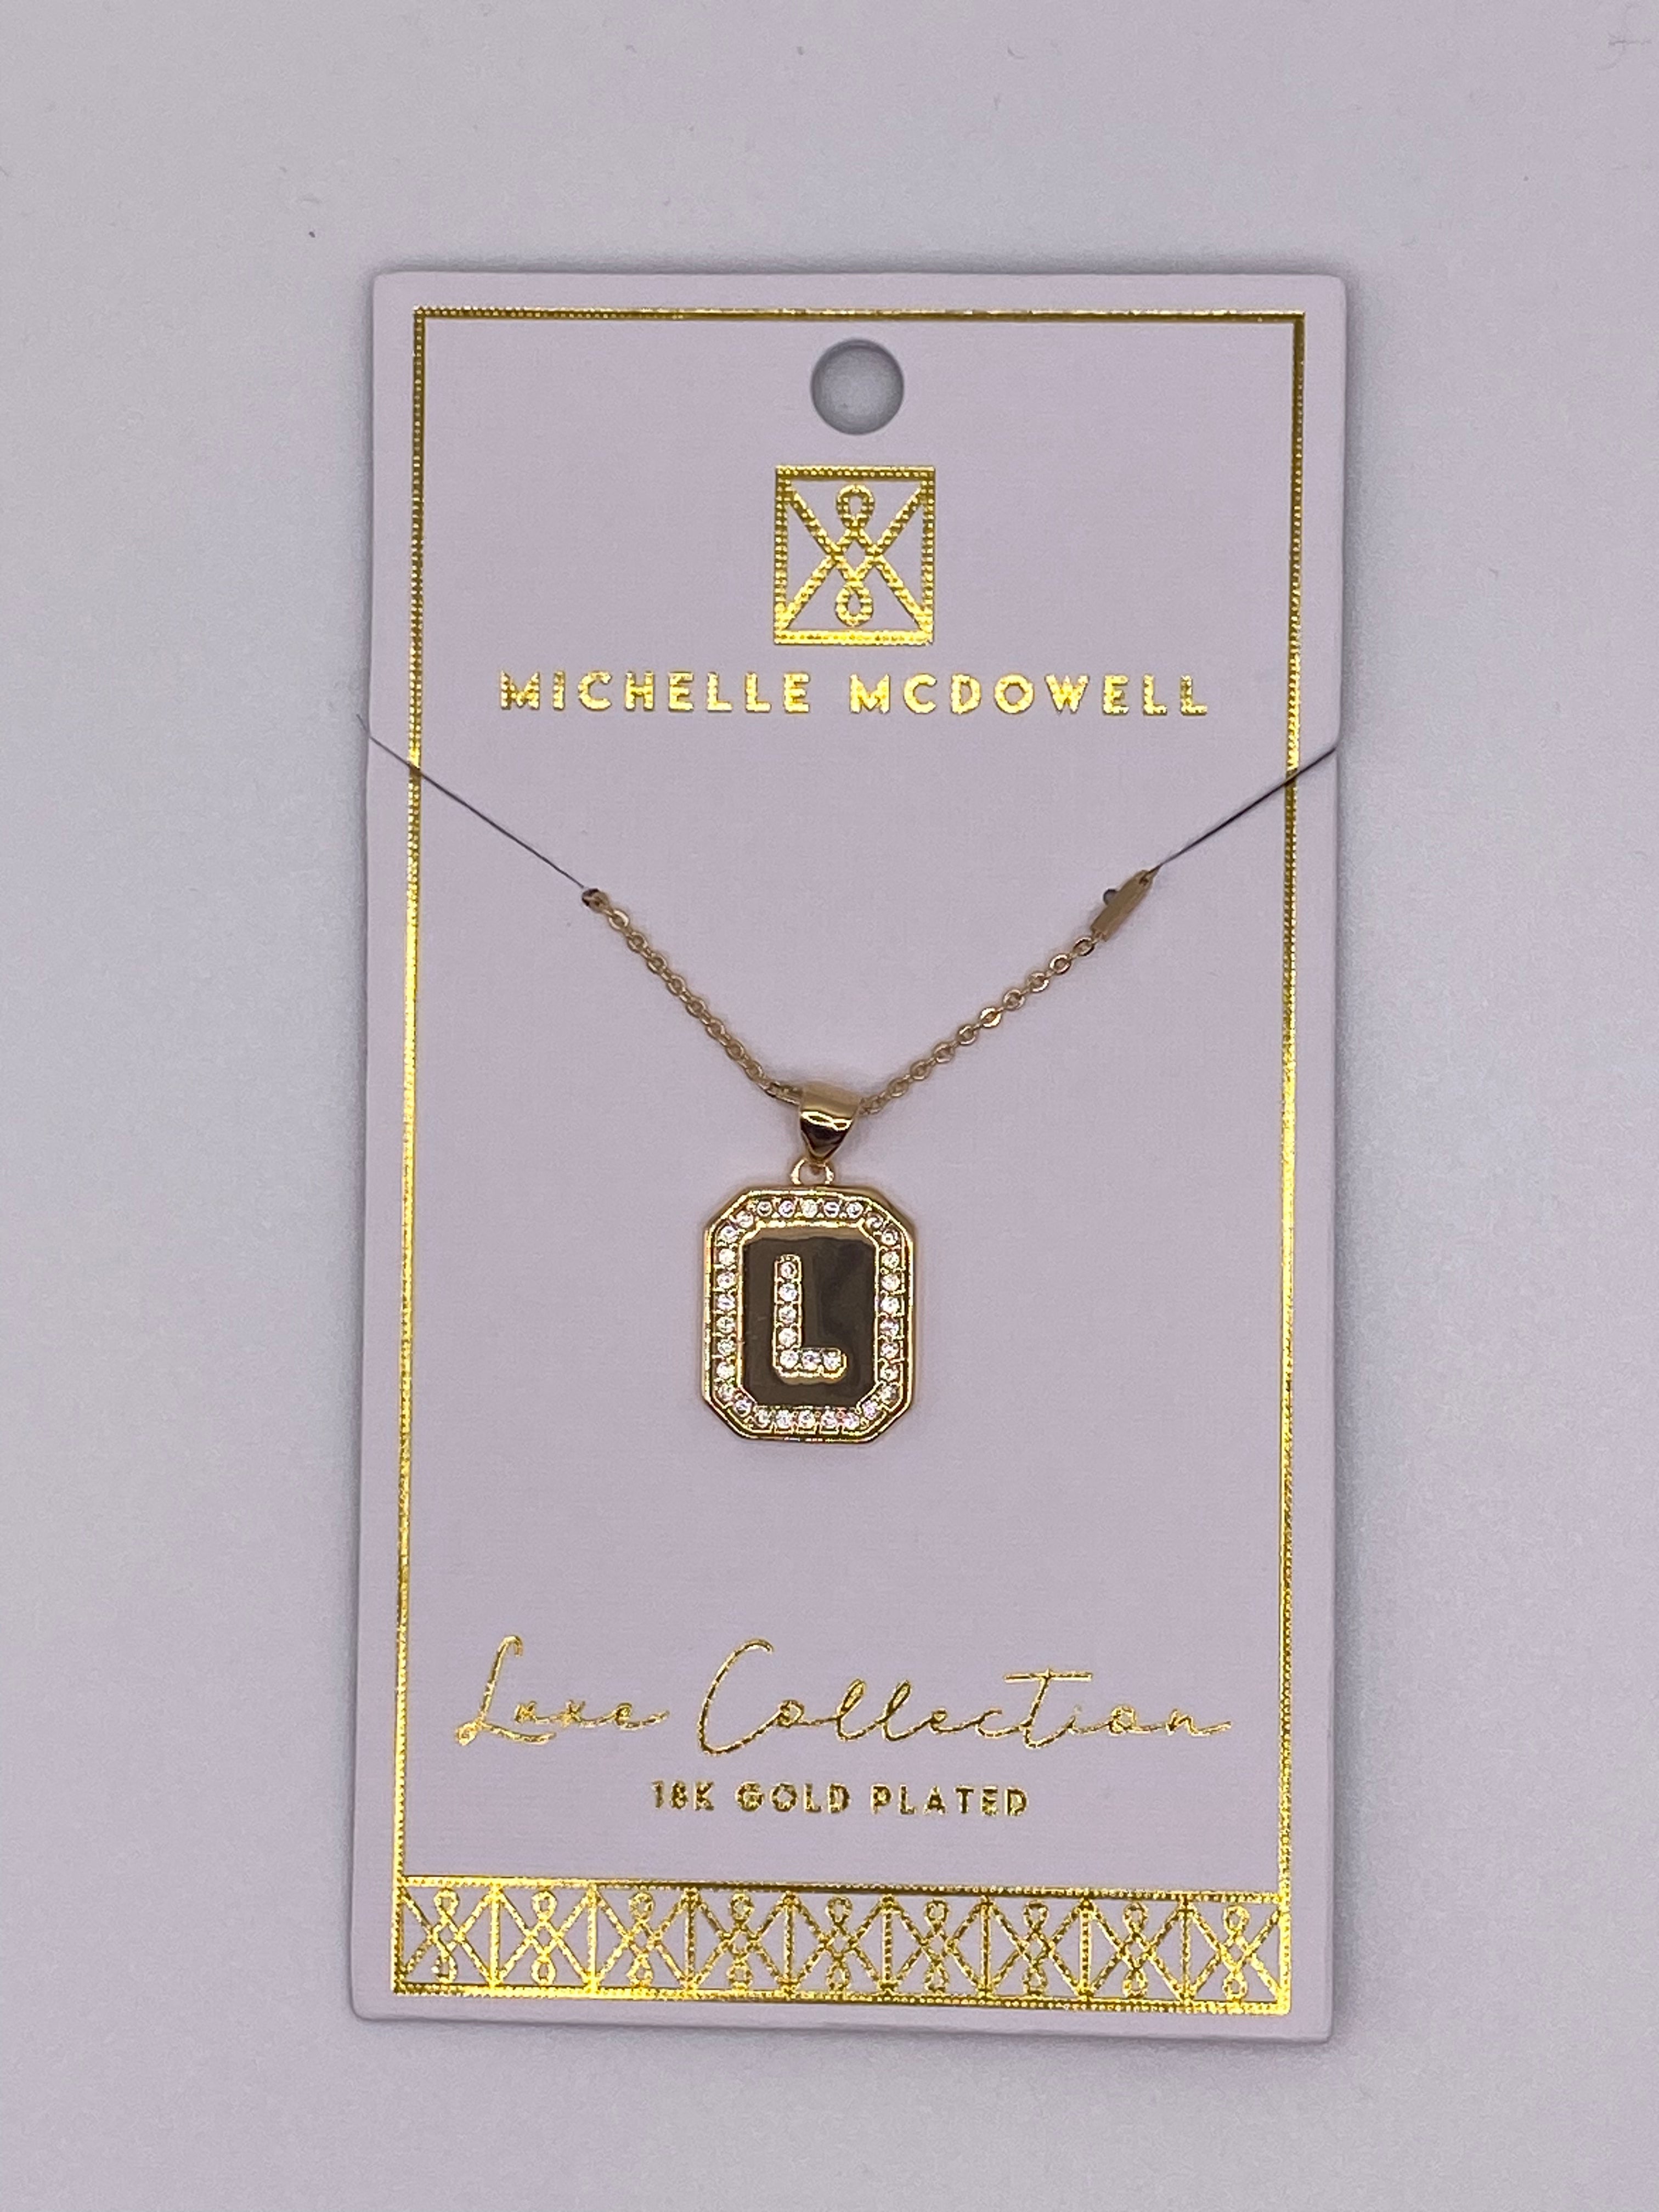 MICHELLE MCDOWELL
L
Luxe Collection
18K GOLD PLATED